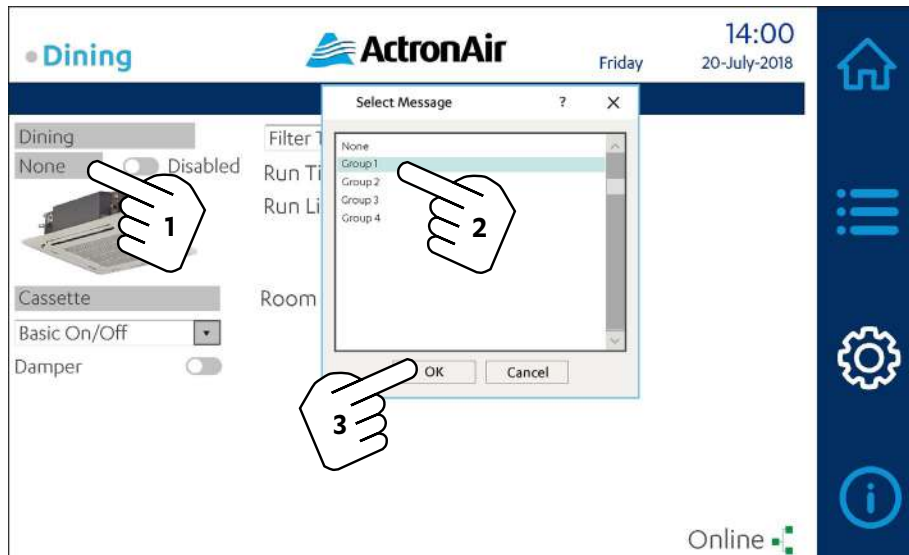 Dining
ActronAir
Friday
14:00
20-July-2018
Select Message ? X
Dining
None
Disabled
Filter T
Run Ti
Run Li
None
Group 1
Group 2
Group 3
Group 4
1
2
Cassette
Basic On/Off
Damper
Room
OK
Cancel
3
i
Online